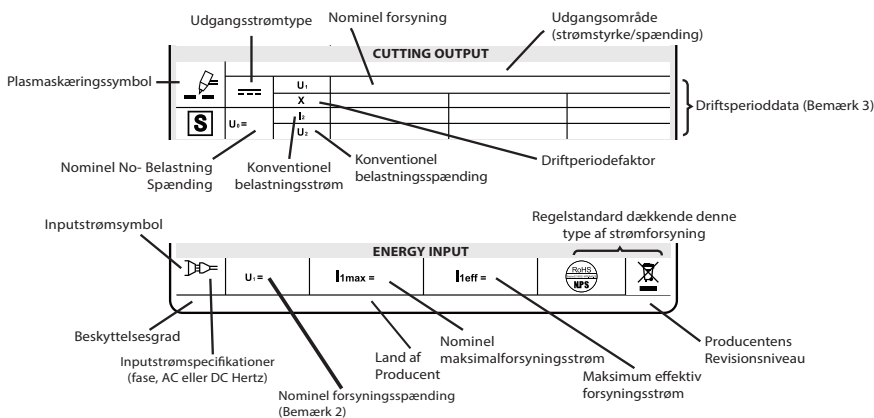 Udgangsstrømtype
Nominel forsyning
Udgangsområde
(strømstyrke/spænding)
CUTTING OUTPUT
Plasmaskæringssymbol
U₁
X
S
U₀=
I₂
U₂
Driftsperioddata (Bemærk 3)
Nominel No- Belastning
Spænding
Konventionel
belastningsstrøm
Konventionel
belastningsspænding
Driftperiodefaktor
Inputstrømsymbol
Regelstandard dækkende denne
type af strømforsyning
ENERGY INPUT
U₁=
I1max =
I1eff =
RoHS
NPS
Beskyttelsesgrad
Inputstrømspecifikationer
(fase, AC eller DC Hertz)
Nominel forsyningsspænding
(Bemærk 2)
Land af
Producent
Nominel
maksimalforsyningsstrøm
Maksimum effektiv
forsyningsstrøm
Producentens
Revisionsniveau